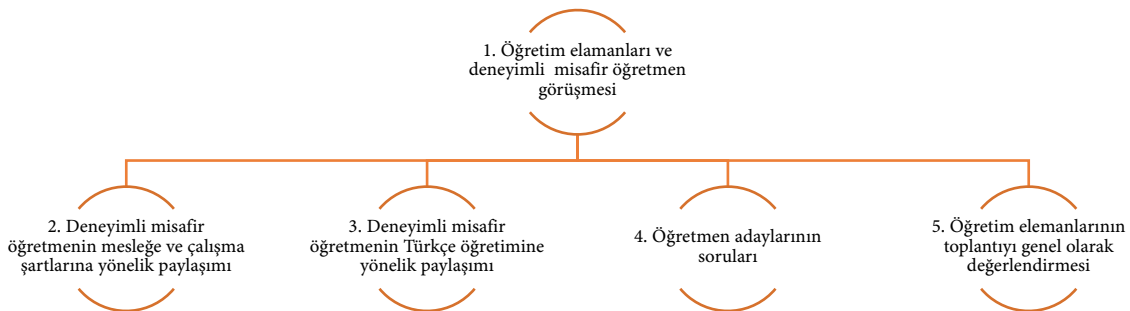 1. Öğretim elamanları ve
deneyimli misafir öğretmen
görüşmesi
2. Deneyimli misafir
öğretmenin mesleğe ve çalışma
şartlarına yönelik paylaşımı
3. Deneyimli misafir
öğretmenin Türkçe öğretimine
yönelik paylaşımı
4. Öğretmen adaylarının
soruları
5. Öğretim elemanlarının
toplantıyı genel olarak
değerlendirmesi